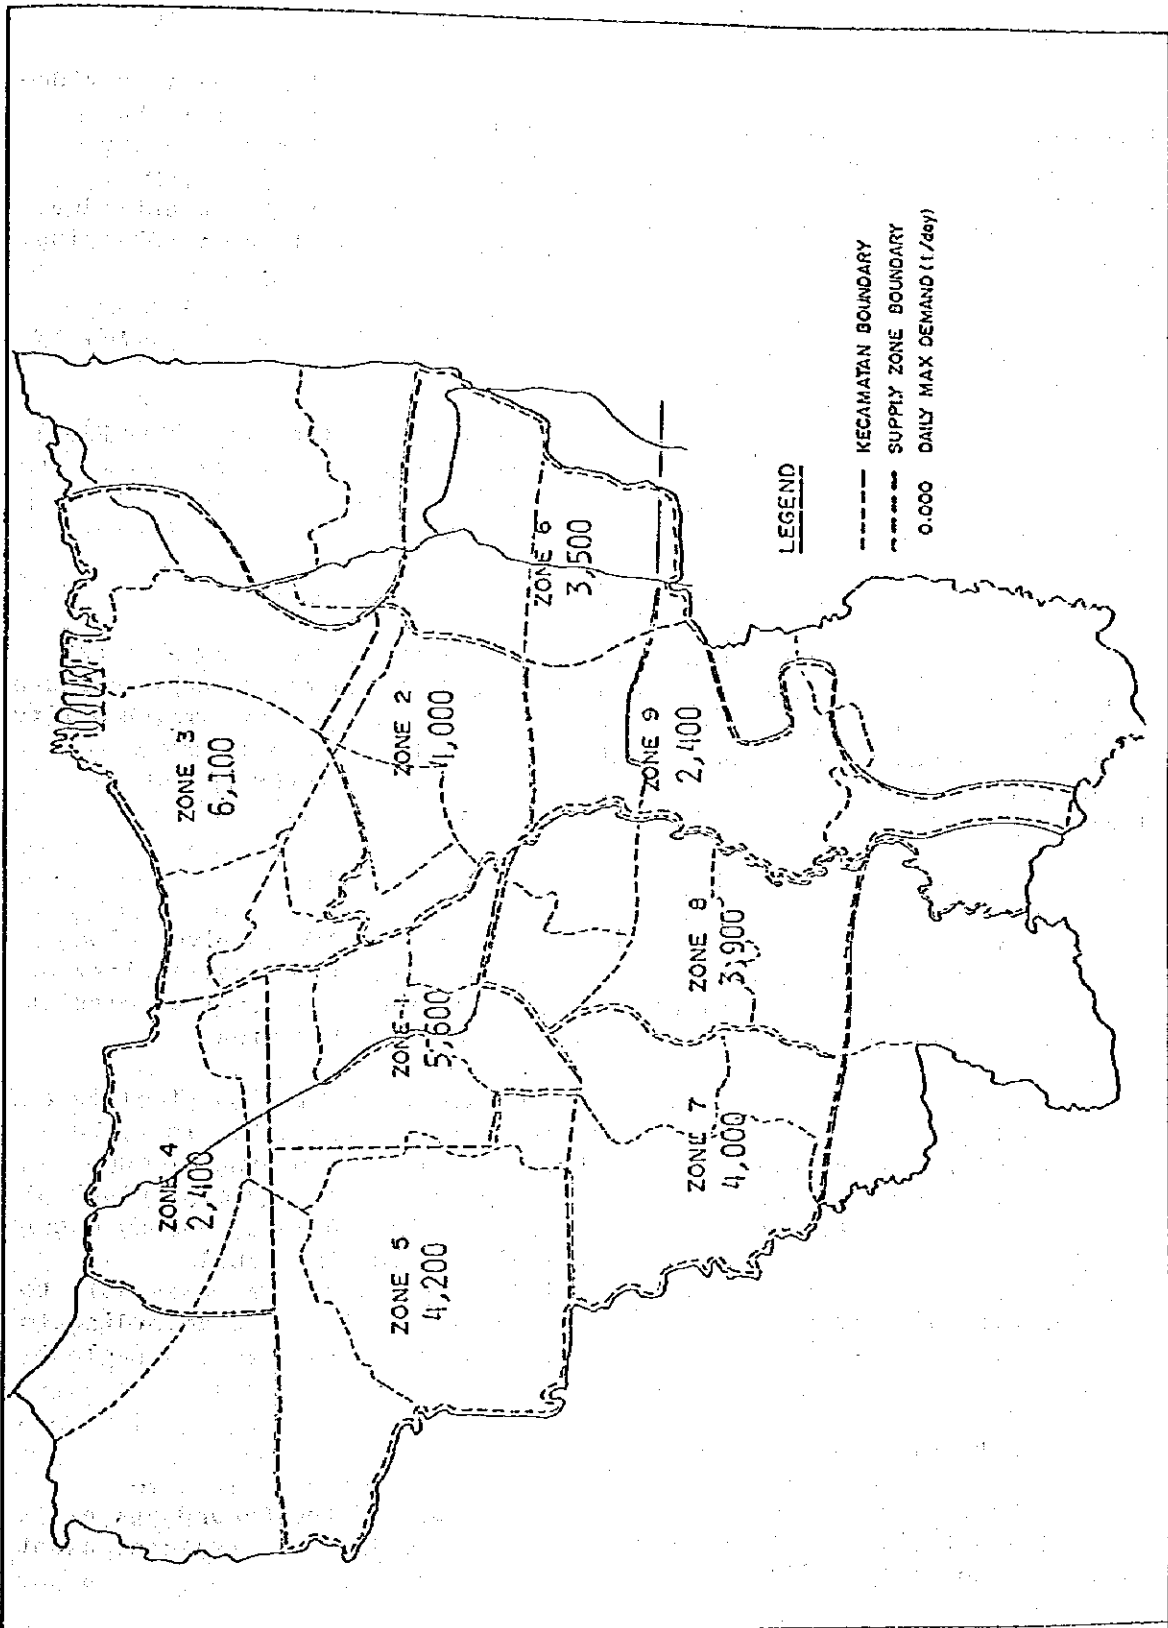 ZONE 4
2,400
ZONE 3
6,100
ZONE 5
4,200
ZONE 1
5,600
ZONE 2
4,000
ZONE 6
3,500
ZONE 9
2,400
ZONE 7
4,000
ZONE 8
3,900
LEGEND
KECAMATAN BOUNDARY
SUPPLY ZONE BOUNDARY
0.000 DAILY MAX DEMAND (t/day)